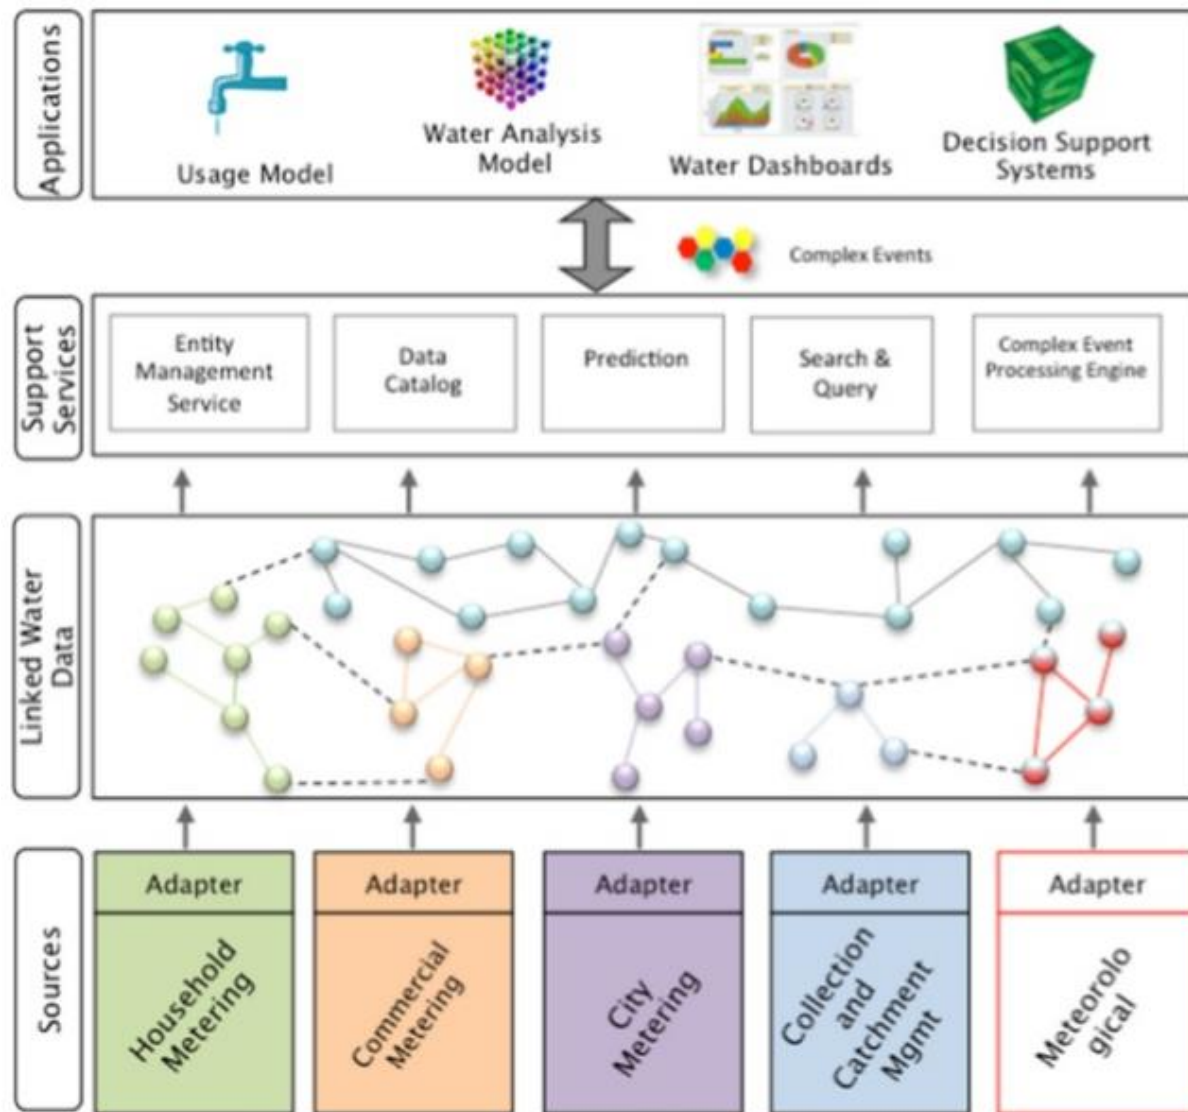 Applications
Usage Model
Water Analysis
Model
Water Dashboards
DSS
Decision Support
Systems
Complex Events
Support
Services
Entity
Management
Service
Data
Catalog
Prediction
Search &
Query
Complex Event
Processing Engine
Linked Water
Data
Sources
Adapter
Household
Metering
Adapter
Commercial
Metering
Adapter
City
Metering
Adapter
Collection
and
Catchment
Mgmt
Adapter
Meteorolo
gical